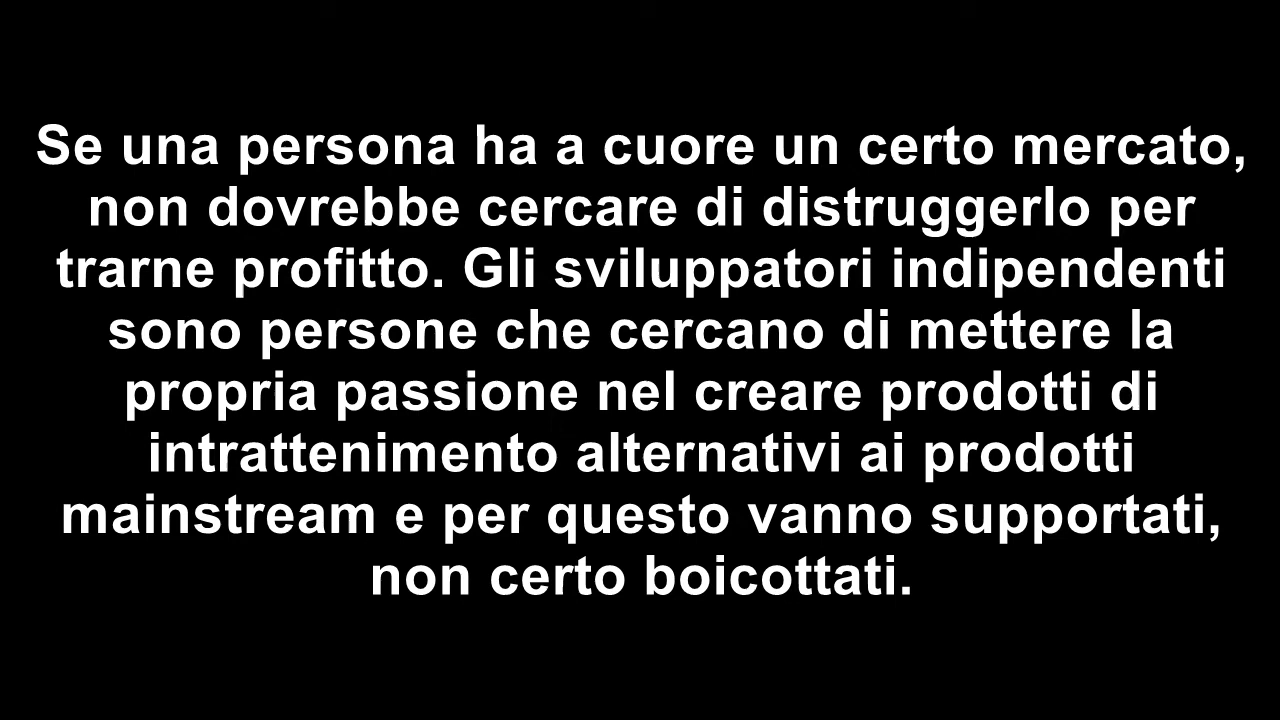 Se una persona ha a cuore un certo mercato,
non dovrebbe cercare di distruggerlo per
trarne profitto. Gli sviluppatori indipendenti
sono persone che cercano di mettere la
propria passione nel creare prodotti di
intrattenimento alternativi ai prodotti
mainstream e per questo vanno supportati,
non certo boicottati.